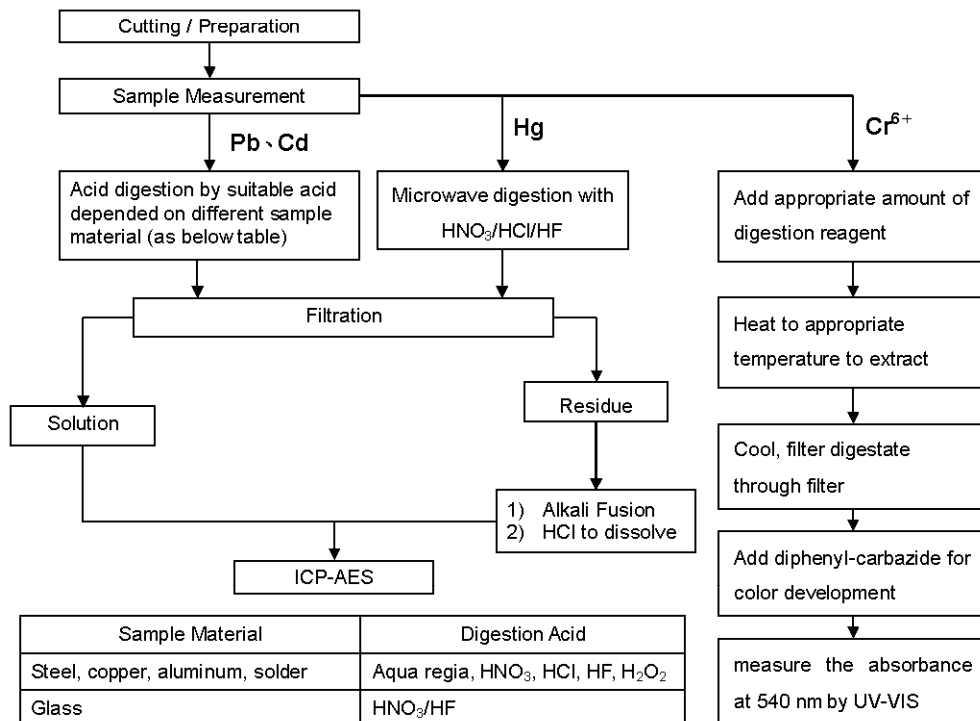 Cutting / Preparation
Sample Measurement
Pb、Cd
Hg
Cr⁶⁺
Acid digestion by suitable acid
depended on different sample
material (as below table)
Microwave digestion with
HNO₃/HCl/HF
Add appropriate amount of
digestion reagent
Filtration
Heat to appropriate
temperature to extract
Solution
Residue
Cool, filter digestate
through filter
1) Alkali Fusion
2) HCl to dissolve
ICP-AES
Add diphenyl-carbazide for
color development
Sample Material Digestion Acid
Steel, copper, aluminum, solder Aqua regia, HNO₃, HCl, HF, H₂O₂
Glass HNO₃/HF
measure the absorbance
at 540 nm by UV-VIS